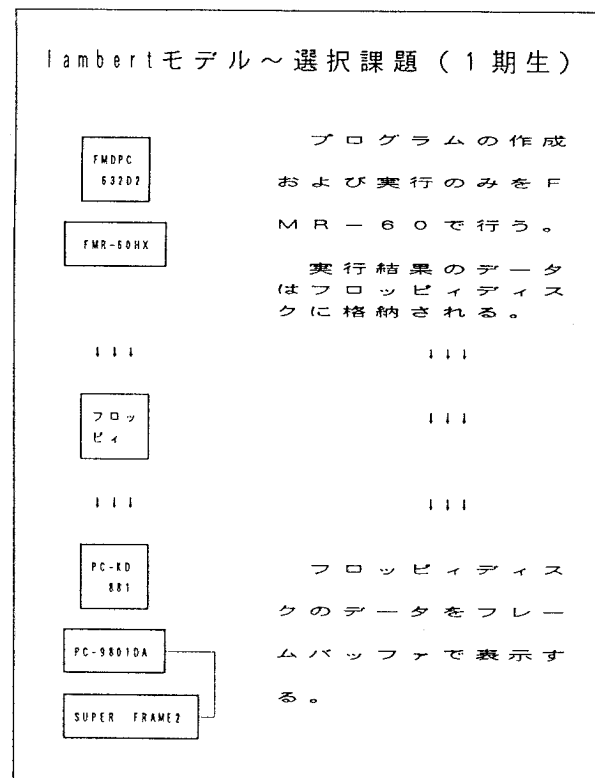 lambertモデル～選択課題（1期生）
FMDPC
632D2
FMR-60HX
プログラムの作成
および実行のみをF
MR－60で行う。
実行結果のデータ
はフロッピィディス
クに格納される。
↓↓↓
↓↓↓
フロッ
ピィ
↓↓↓
↓↓↓
↓↓↓
PC-KD
881
PC-9801DA
SUPER FRAME2
フロッピィディス
クのデータをフレー
ムバッファで表示す
る。